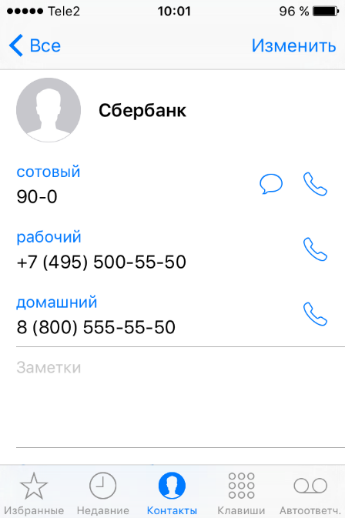 Tele2 10:01 96 %
Все Изменить
Сбербанк
сотовый
90-0
рабочий
+7 (495) 500-55-50
домашний
8 (800) 555-55-50
Заметки
Избранные Недавние Контакты Клавиши Автоответч.